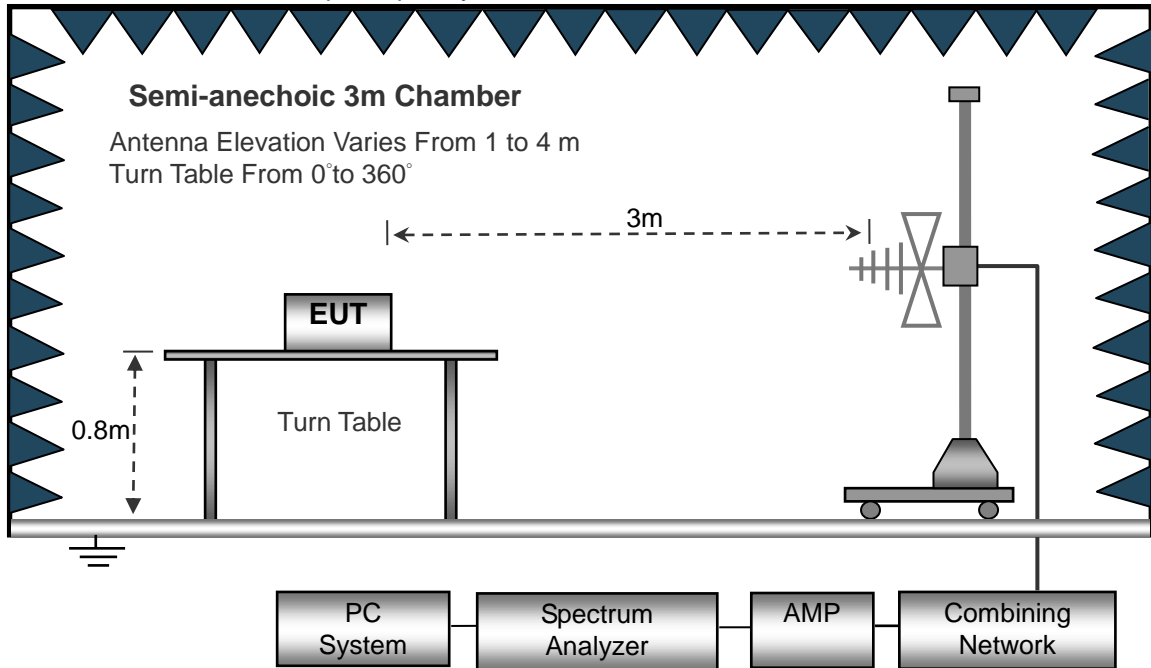 Semi-anechoic 3m Chamber
Antenna Elevation Varies From 1 to 4 m
Turn Table From 0°to 360°
3m
EUT
0.8m
Turn Table
PC
System
Spectrum
Analyzer
AMP
Combining
Network